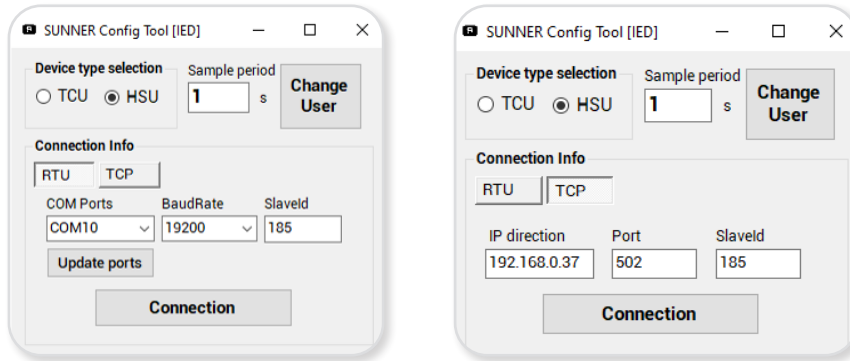 SUNNER Config Tool [IED]
Device type selection
TCU HSU
Sample period
1 s
Change
User
Connection Info
RTU TCP
COM Ports BaudRate SlaveId
COM10 19200 185
Update ports
Connection
SUNNER Config Tool [IED]
Device type selection
TCU HSU
Sample period
1 s
Change
User
Connection Info
RTU TCP
IP direction Port SlaveId
192.168.0.37 502 185
Connection